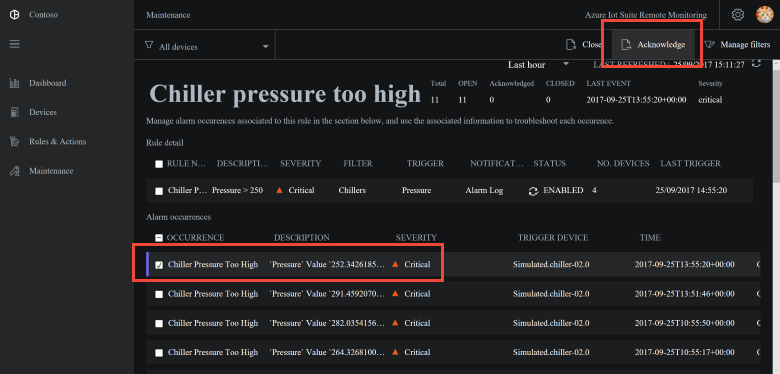 Contoso
Maintenance
Azure Iot Suite Remote Monitoring
All devices
Close Acknowledge Manage filters
Dashboard
Devices
Rules & Actions
Maintenance
Last hour LAST REFRESHED | 25/09/2017 15:11:27
Chiller pressure too high
Total OPEN Acknowledged CLOSED LAST EVENT Severity
11 11 0 0 2017-09-25T13:55:20+00:00 critical
Manage alarm occurences associated to this rule in the section below, and use the associated information to troubleshoot each occurence.
Rule detail
RULE N... DESCRIPTI... SEVERITY FILTER TRIGGER NOTIFICAT... STATUS NO. DEVICES LAST TRIGGER
Chiller P... Pressure > 250 Critical Chillers Pressure Alarm Log ENABLED 4 25/09/2017 14:55:20
Alarm occurrences
OCCURRENCE DESCRIPTION SEVERITY TRIGGER DEVICE TIME
Chiller Pressure Too High `Pressure` Value `252.3426185... Critical Simulated.chiller-02.0 2017-09-25T13:55:20+00:00
Chiller Pressure Too High `Pressure` Value `291.4592070... Critical Simulated.chiller-02.0 2017-09-25T13:51:46+00:00
Chiller Pressure Too High `Pressure` Value `282.0354156... Critical Simulated.chiller-02.0 2017-09-25T10:55:50+00:00
Chiller Pressure Too High `Pressure` Value `264.3268100... Critical Simulated.chiller-02.0 2017-09-25T10:55:17+00:00